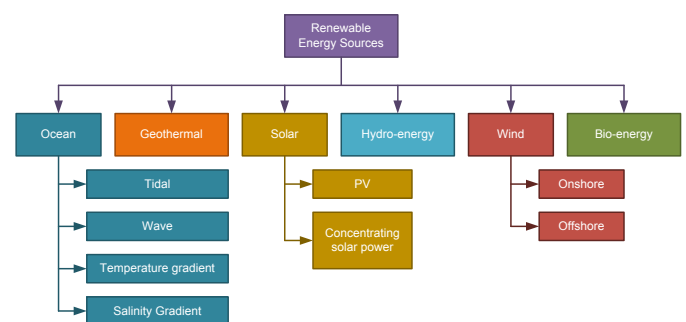 Renewable
Energy Sources
Ocean
Geothermal
Solar
Hydro-energy
Wind
Bio-energy
Tidal
PV
Onshore
Wave
Concentrating
solar power
Offshore
Temperature gradient
Salinity Gradient